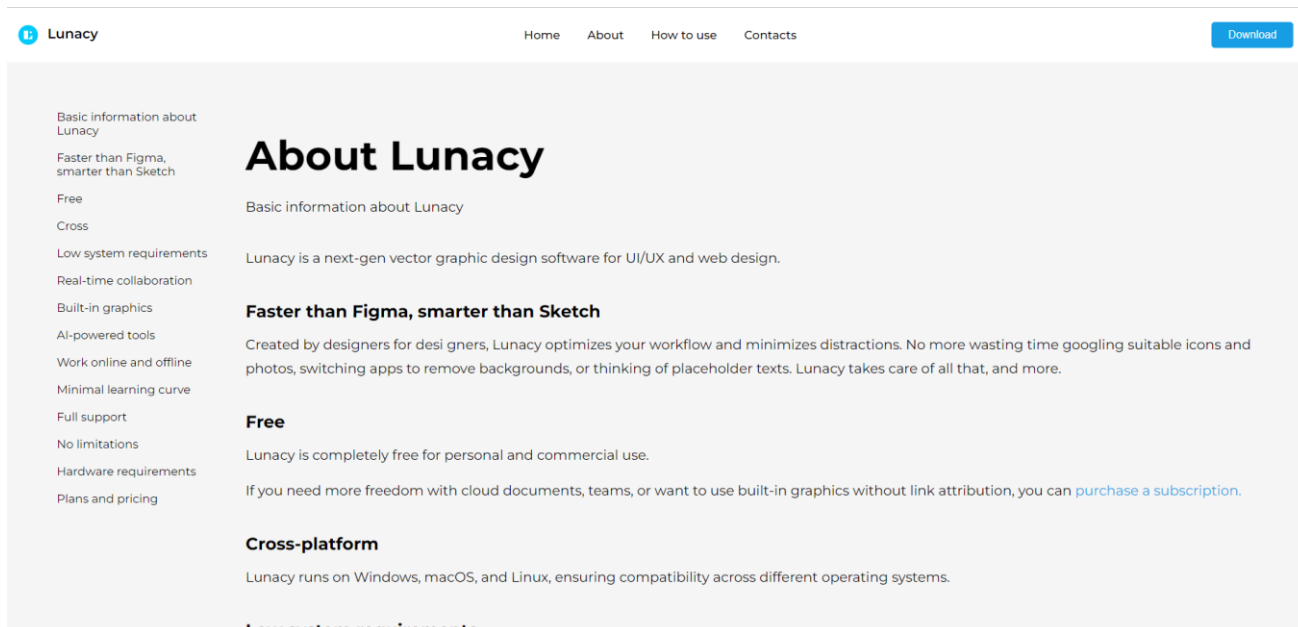 Lunacy
Home About How to use Contacts
Download
Basic information about
Lunacy
Faster than Figma,
smarter than Sketch
Free
Cross
Low system requirements
Real-time collaboration
Built-in graphics
AI-powered tools
Work online and offline
Minimal learning curve
Full support
No limitations
Hardware requirements
Plans and pricing
About Lunacy
Basic information about Lunacy
Lunacy is a next-gen vector graphic design software for UI/UX and web design.
Faster than Figma, smarter than Sketch
Created by designers for desi gners, Lunacy optimizes your workflow and minimizes distractions. No more wasting time googling suitable icons and
photos, switching apps to remove backgrounds, or thinking of placeholder texts. Lunacy takes care of all that, and more.
Free
Lunacy is completely free for personal and commercial use.
If you need more freedom with cloud documents, teams, or want to use built-in graphics without link attribution, you can purchase a subscription.
Cross-platform
Lunacy runs on Windows, macOS, and Linux, ensuring compatibility across different operating systems.
Low system requirements